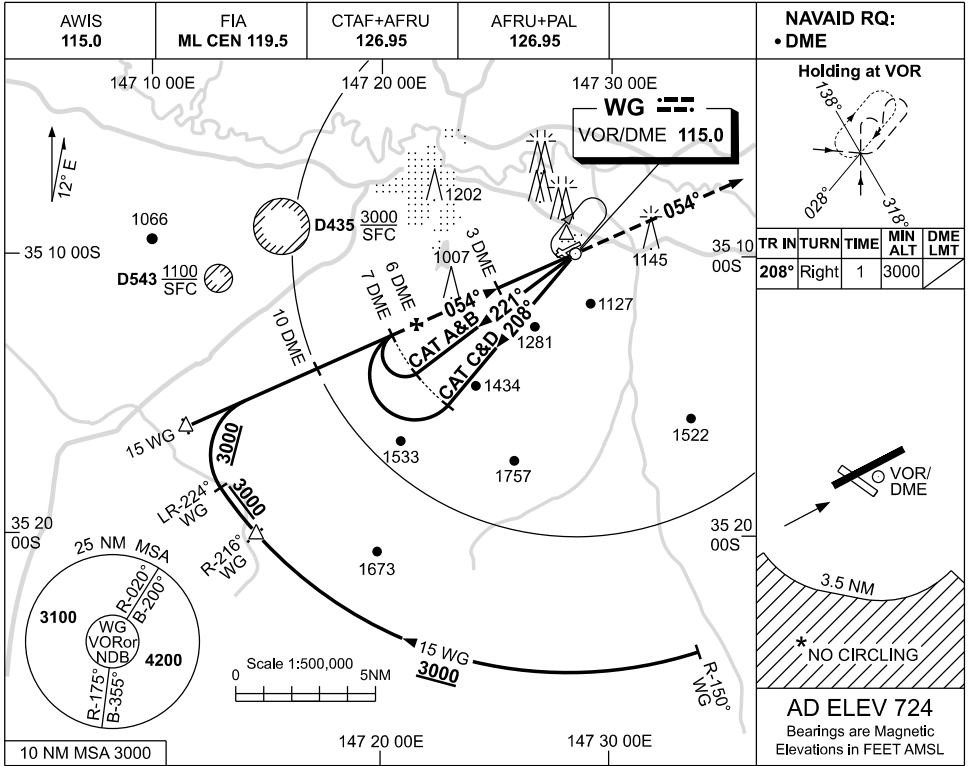 AWIS
115.0
FIA
ML CEN 119.5
CTAF+AFRU
126.95
AFRU+PAL
126.95
NAVAID RQ:
• DME
147 10 00E
147 20 00E
147 30 00E
WG
VOR/DME 115.0
12° E
1066
D435 3000
SFC
1202
D543 1100
SFC
1007
054°
1145
35 10 00S
35 10
00S
3 DME
6 DME
7 DME
10 DME
054°
CAT A&B 221°
CAT C&D 208°
1127
1281
1434
1533
1757
1522
15 WG
3000
LR-224°
WG
3000
R-216°
WG
1673
35 20
00S
35 20
00S
15 WG
3000
R-150°
WG
25 NM MSA
3100
R-020°
B-200°
WG
VORor
NDB
4200
R-175°
B-355°
10 NM MSA 3000
Scale 1:500,000
0
5NM
147 20 00E
147 30 00E
Holding at VOR
138°
028°
318°
TR IN TURN TIME MIN ALT DME LMT
208° Right 1 3000
VOR/
DME
3.5 NM
* NO CIRCLING
AD ELEV 724
Bearings are Magnetic
Elevations in FEET AMSL